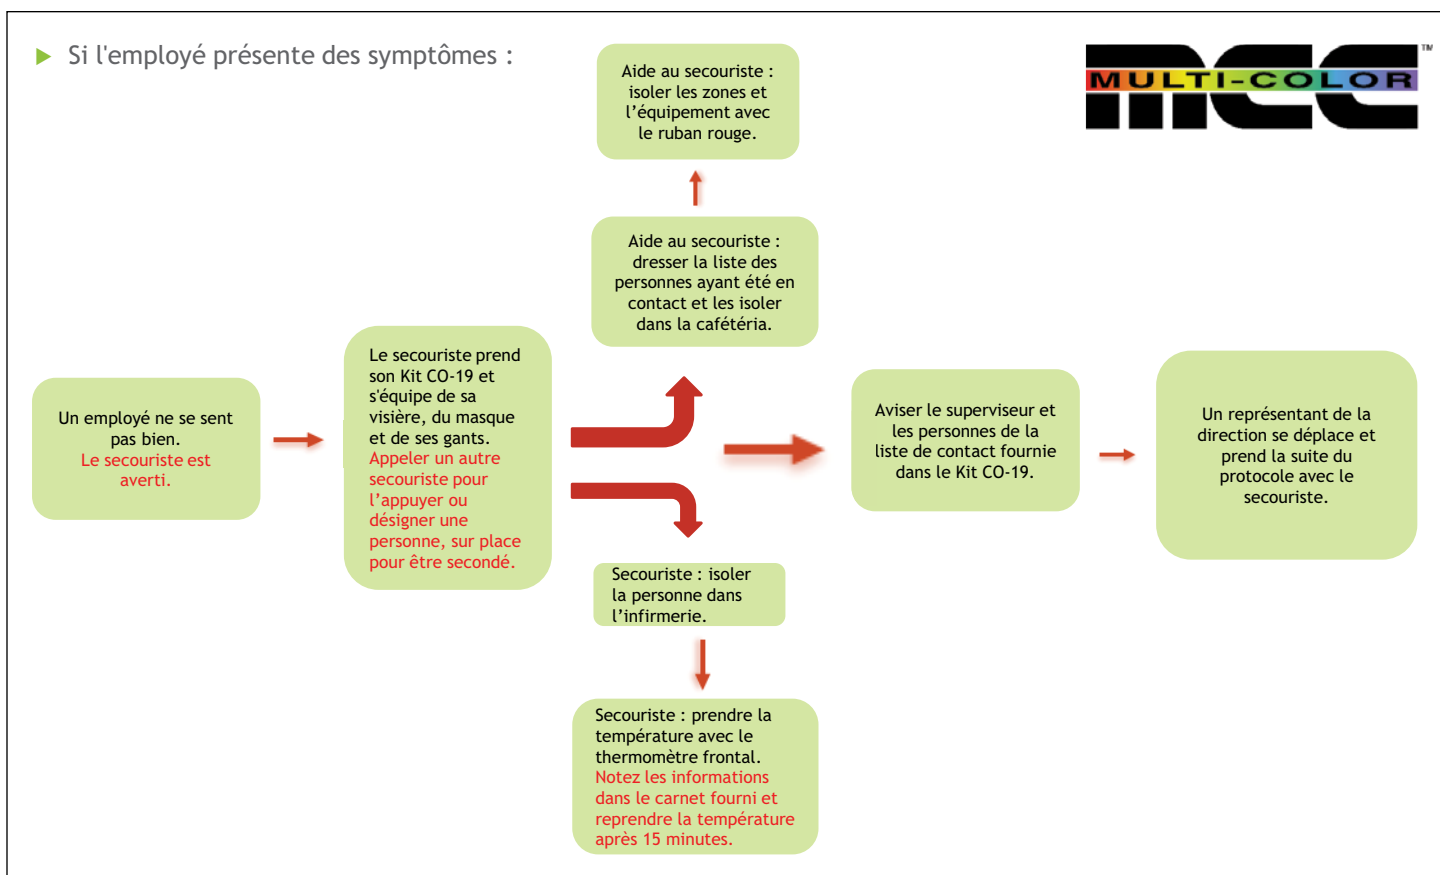 Si l'employé présente des symptômes :
MULTI-COLOR
mcc
TM
Aide au secouriste :
isoler les zones et
l’équipement avec
le ruban rouge.
Aide au secouriste :
dresser la liste des
personnes ayant été en
contact et les isoler
dans la cafétéria.
Un employé ne se sent
pas bien.
Le secouriste est
averti.
Le secouriste prend
son Kit CO-19 et
s'équipe de sa
visière, du masque
et de ses gants.
Appeler un autre
secouriste pour
l’appuyer ou
désigner une
personne, sur place
pour être secondé.
Aviser le superviseur et
les personnes de la
liste de contact fournie
dans le Kit CO-19.
Un représentant de la
direction se déplace et
prend la suite du
protocole avec le
secouriste.
Secouriste : isoler
la personne dans
l’infirmerie.
Secouriste : prendre la
température avec le
thermomètre frontal.
Notez les informations
dans le carnet fourni et
reprendre la température
après 15 minutes.